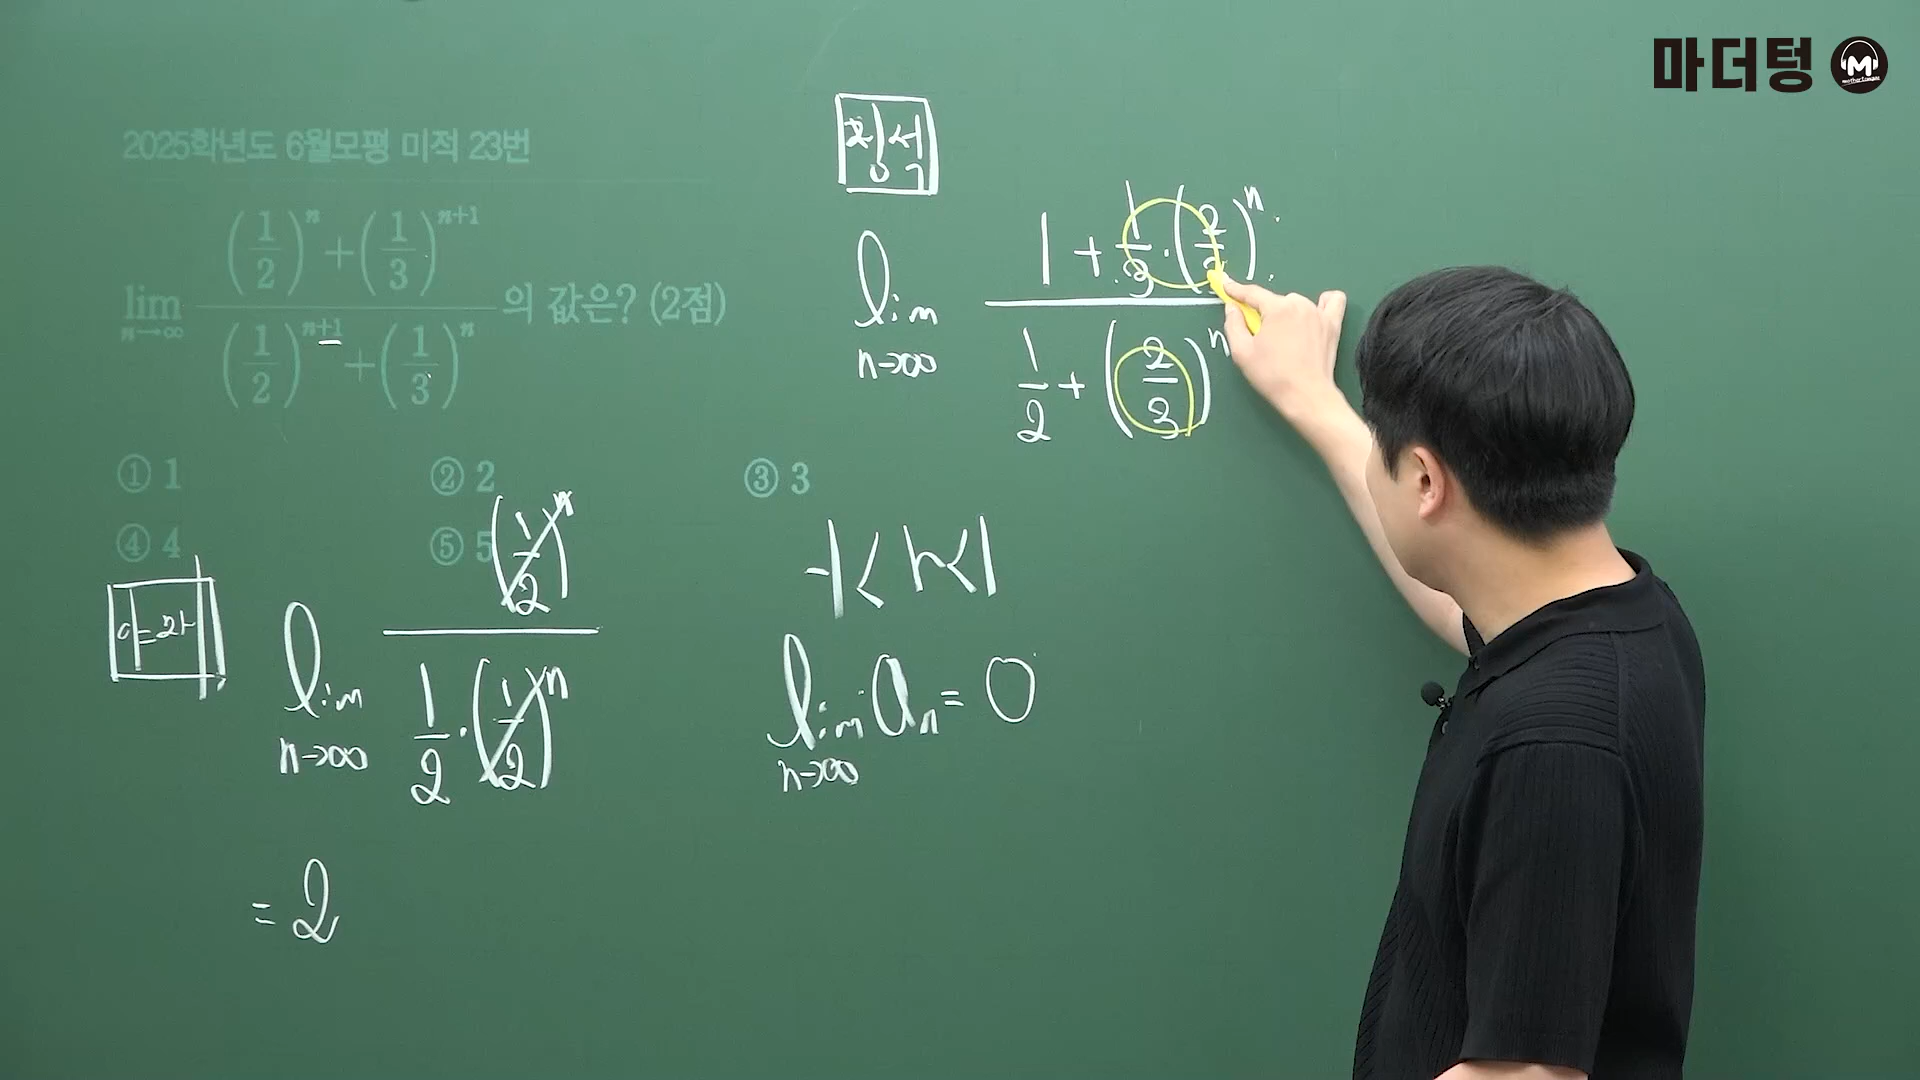 마더텅 M
2025학년도 6월모평 미적 23번
lim n→∞ ((1/2)^n + (1/3)^(n+1)) / ((1/2)^(n+1) + (1/3)^n) 의 값은? (2점)
① 1 ② 2 ③ 3
④ 4 ⑤ 5
정석
lim n→∞ (1 + 1/3 · (2/3)^n) / (1/2 + (2/3)^n)
lim n→∞ (1/2)^n / (1/2 · (1/2)^n)
= 2
-1 < r < 1
lim n→∞ a_n = 0